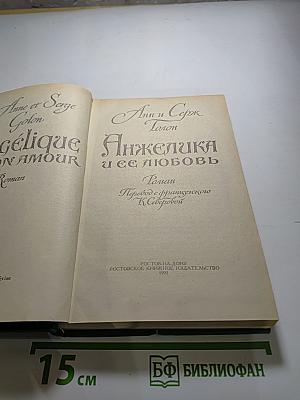 Anne et Serge
Golon
gélique
ON AMOUR
Roman
Анн и Серж
Голон
Анжелика
и ее любовь
Роман
Перевод с французского
К. Северовой
РОСТОВ-НА-ДОНУ
РОСТОВСКОЕ КНИЖНОЕ ИЗДАТЕЛЬСТВО
15 см
БФ БИБЛИОФАН